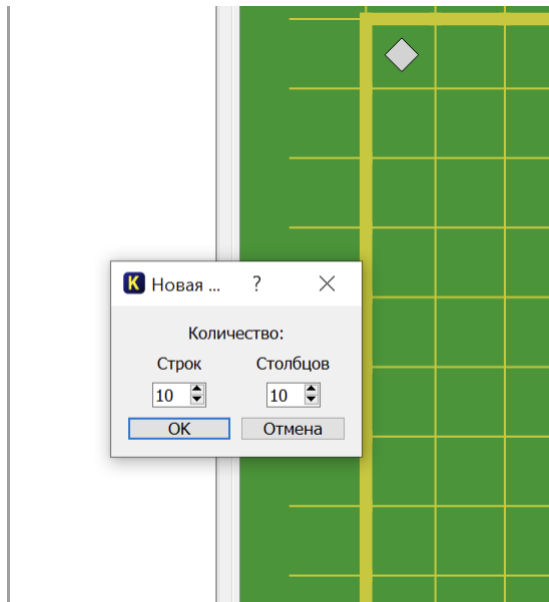 K Новая ... ?
Количество:
Строк Столбцов
10 10
OK Отмена